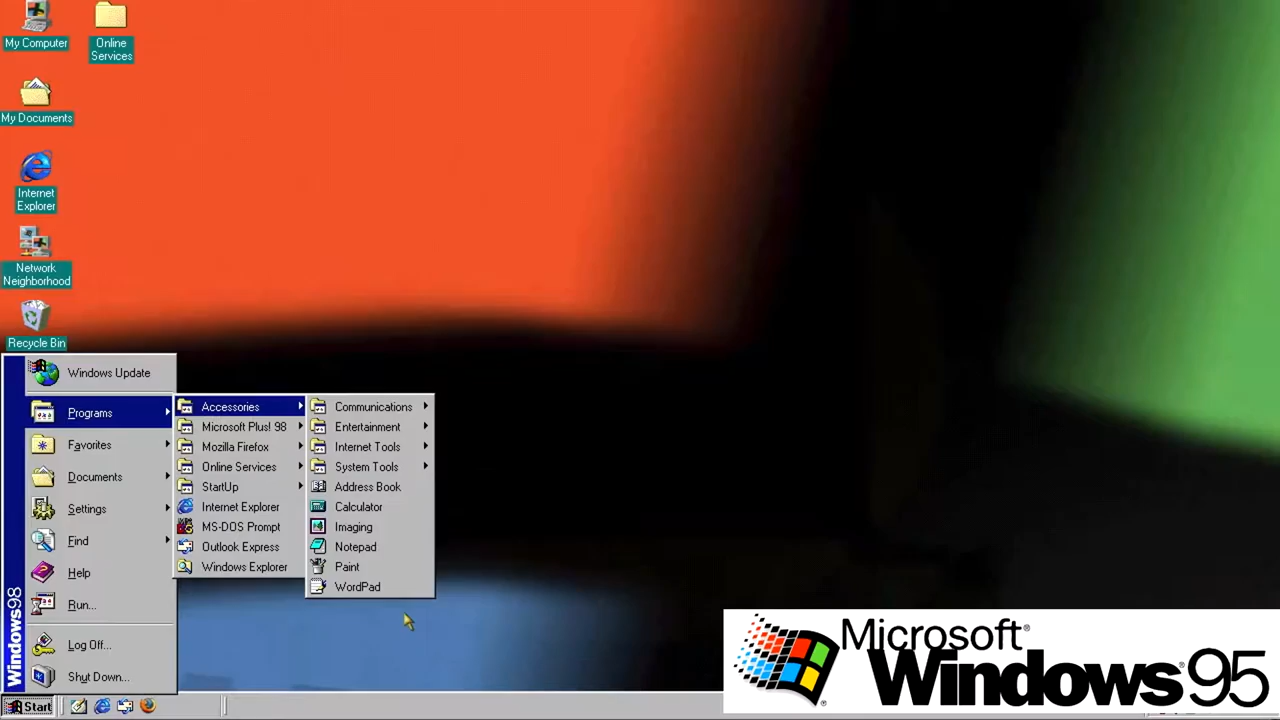 My Computer
Online
Services
My Documents
Internet
Explorer
Network
Neighborhood
Recycle Bin
Windows Update
Programs
Favorites
Documents
Settings
Find
Help
Run...
Log Off...
Shut Down...
Windows98
Accessories
Microsoft Plus! 98
Mozilla Firefox
Online Services
StartUp
Internet Explorer
MS-DOS Prompt
Outlook Express
Windows Explorer
Communications
Entertainment
Internet Tools
System Tools
Address Book
Calculator
Imaging
Notepad
Paint
WordPad
Start
Microsoft®
Windows®95